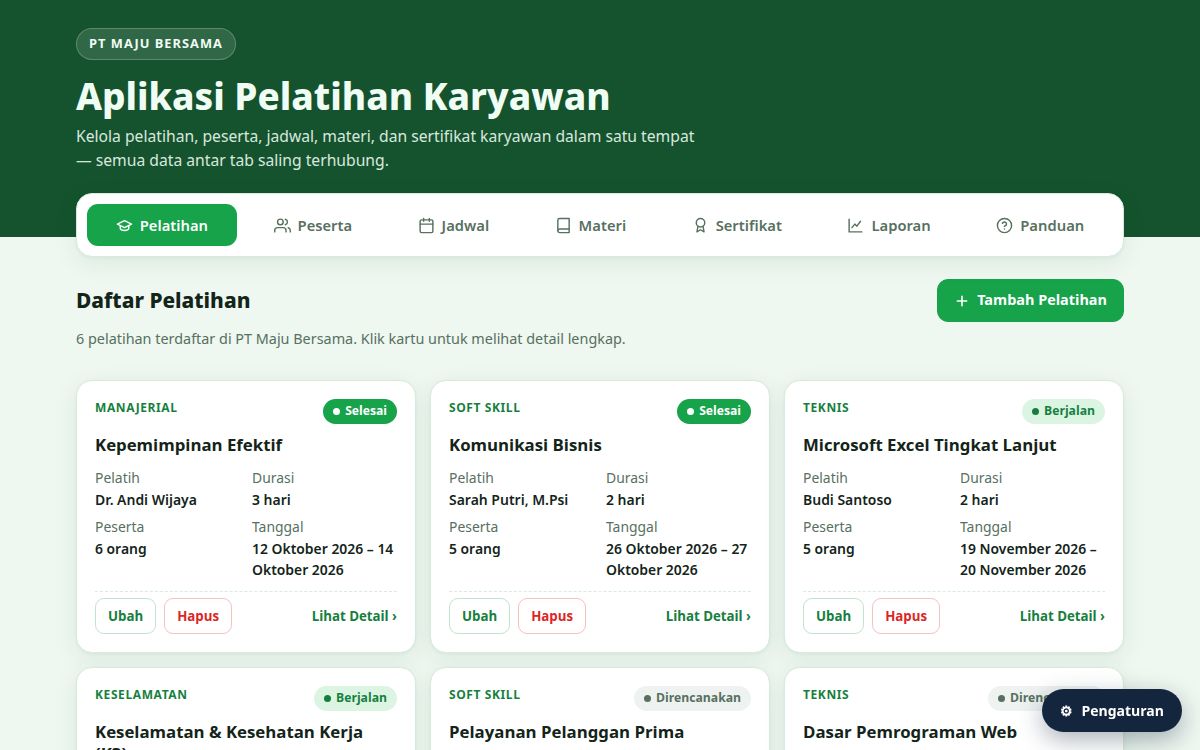 PT MAJU BERSAMA
Aplikasi Pelatihan Karyawan
Kelola pelatihan, peserta, jadwal, materi, dan sertifikat karyawan dalam satu tempat
— semua data antar tab saling terhubung.
Pelatihan
Peserta
Jadwal
Materi
Sertifikat
Laporan
Panduan
Daftar Pelatihan
Tambah Pelatihan
6 pelatihan terdaftar di PT Maju Bersama. Klik kartu untuk melihat detail lengkap.
MANAJERIAL
Selesai
Kepemimpinan Efektif
Pelatih
Durasi
Dr. Andi Wijaya
3 hari
Peserta
Tanggal
6 orang
12 Oktober 2026 – 14
Oktober 2026
Ubah
Hapus
Lihat Detail ›
SOFT SKILL
Selesai
Komunikasi Bisnis
Pelatih
Durasi
Sarah Putri, M.Psi
2 hari
Peserta
Tanggal
5 orang
26 Oktober 2026 – 27
Oktober 2026
Ubah
Hapus
Lihat Detail ›
TEKNIS
Berjalan
Microsoft Excel Tingkat Lanjut
Pelatih
Durasi
Budi Santoso
2 hari
Peserta
Tanggal
5 orang
19 November 2026 –
20 November 2026
Ubah
Hapus
Lihat Detail ›
KESELAMATAN
Berjalan
Keselamatan & Kesehatan Kerja
SOFT SKILL
Direncanakan
Pelayanan Pelanggan Prima
TEKNIS
Dasar Pemrograman Web
Pengaturan